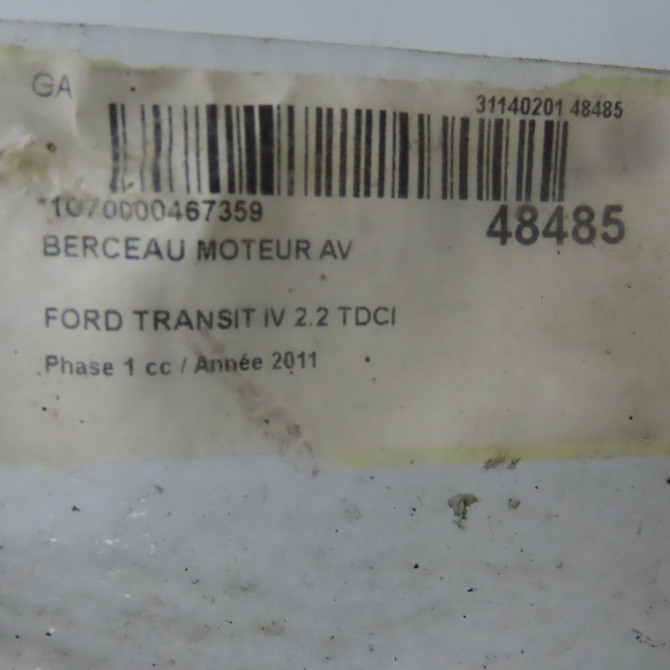 GA
31140201 48485
*1070000467359
48485
BERCEAU MOTEUR AV
FORD TRANSIT IV 2.2 TDCI
Phase 1 cc / Année 2011